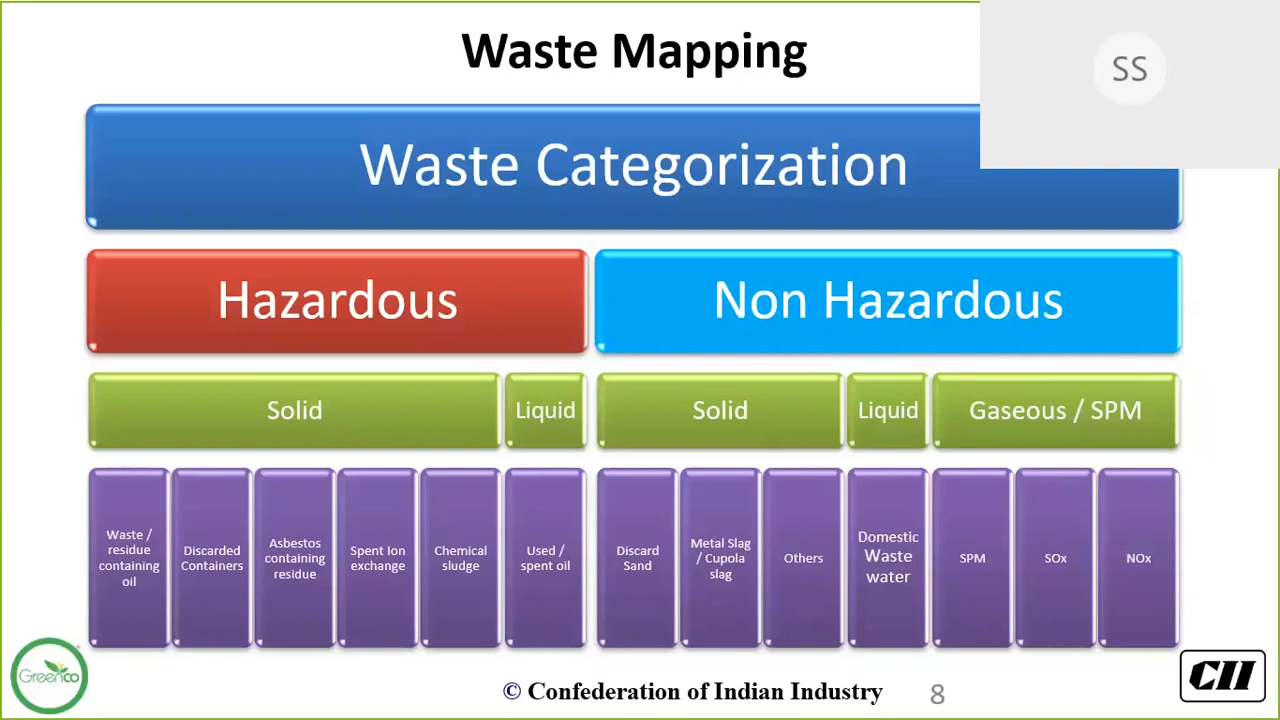 Waste Mapping
SS
Waste Categorization
Hazardous
Non Hazardous
Solid
Liquid
Solid
Liquid
Gaseous / SPM
Waste /
residue
containing
oil
Discarded
Containers
Asbestos
containing
residue
Spent Ion
exchange
Chemical
sludge
Used /
spent oil
Discard
Sand
Metal Slag
/ Cupola
slag
Others
Domestic
Waste
water
SPM
SOx
NOx
GreenCo
© Confederation of Indian Industry
8
CII